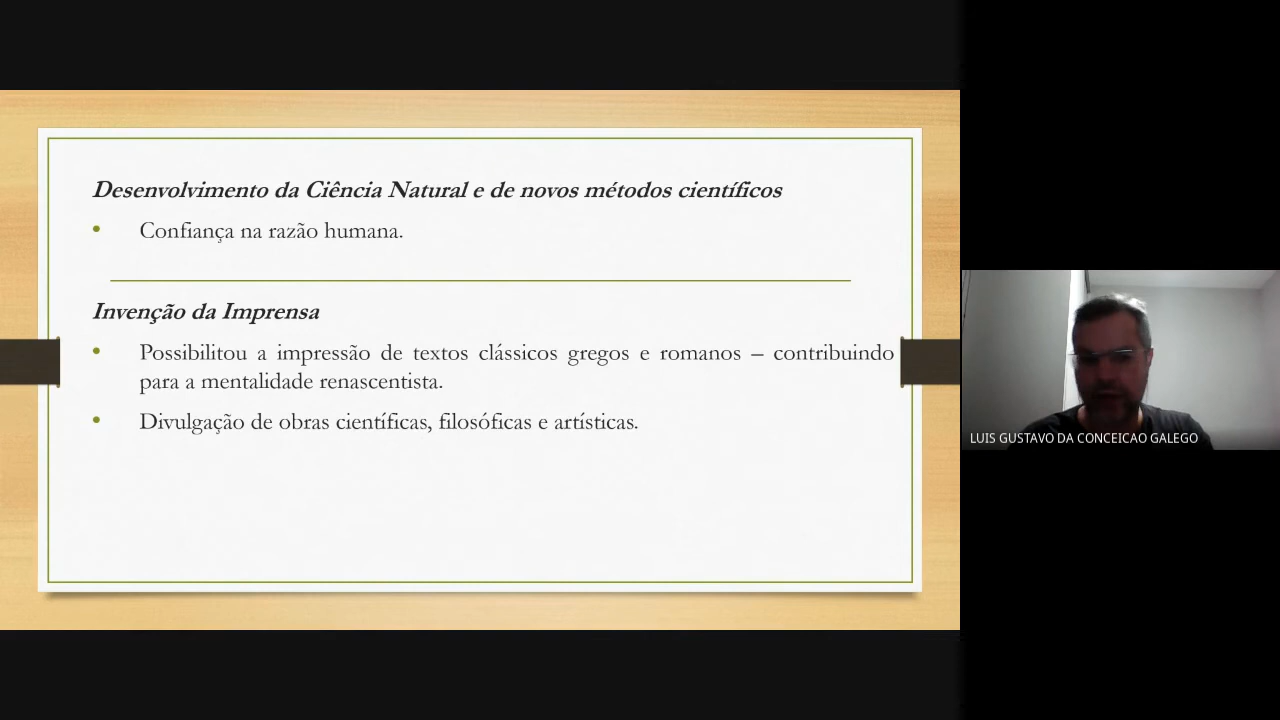 Desenvolvimento da Ciência Natural e de novos métodos científicos
• Confiança na razão humana.
Invenção da Imprensa
• Possibilitou a impressão de textos clássicos gregos e romanos – contribuindo
para a mentalidade renascentista.
• Divulgação de obras científicas, filosóficas e artísticas.
LUIS GUSTAVO DA CONCEICAO GALEGO